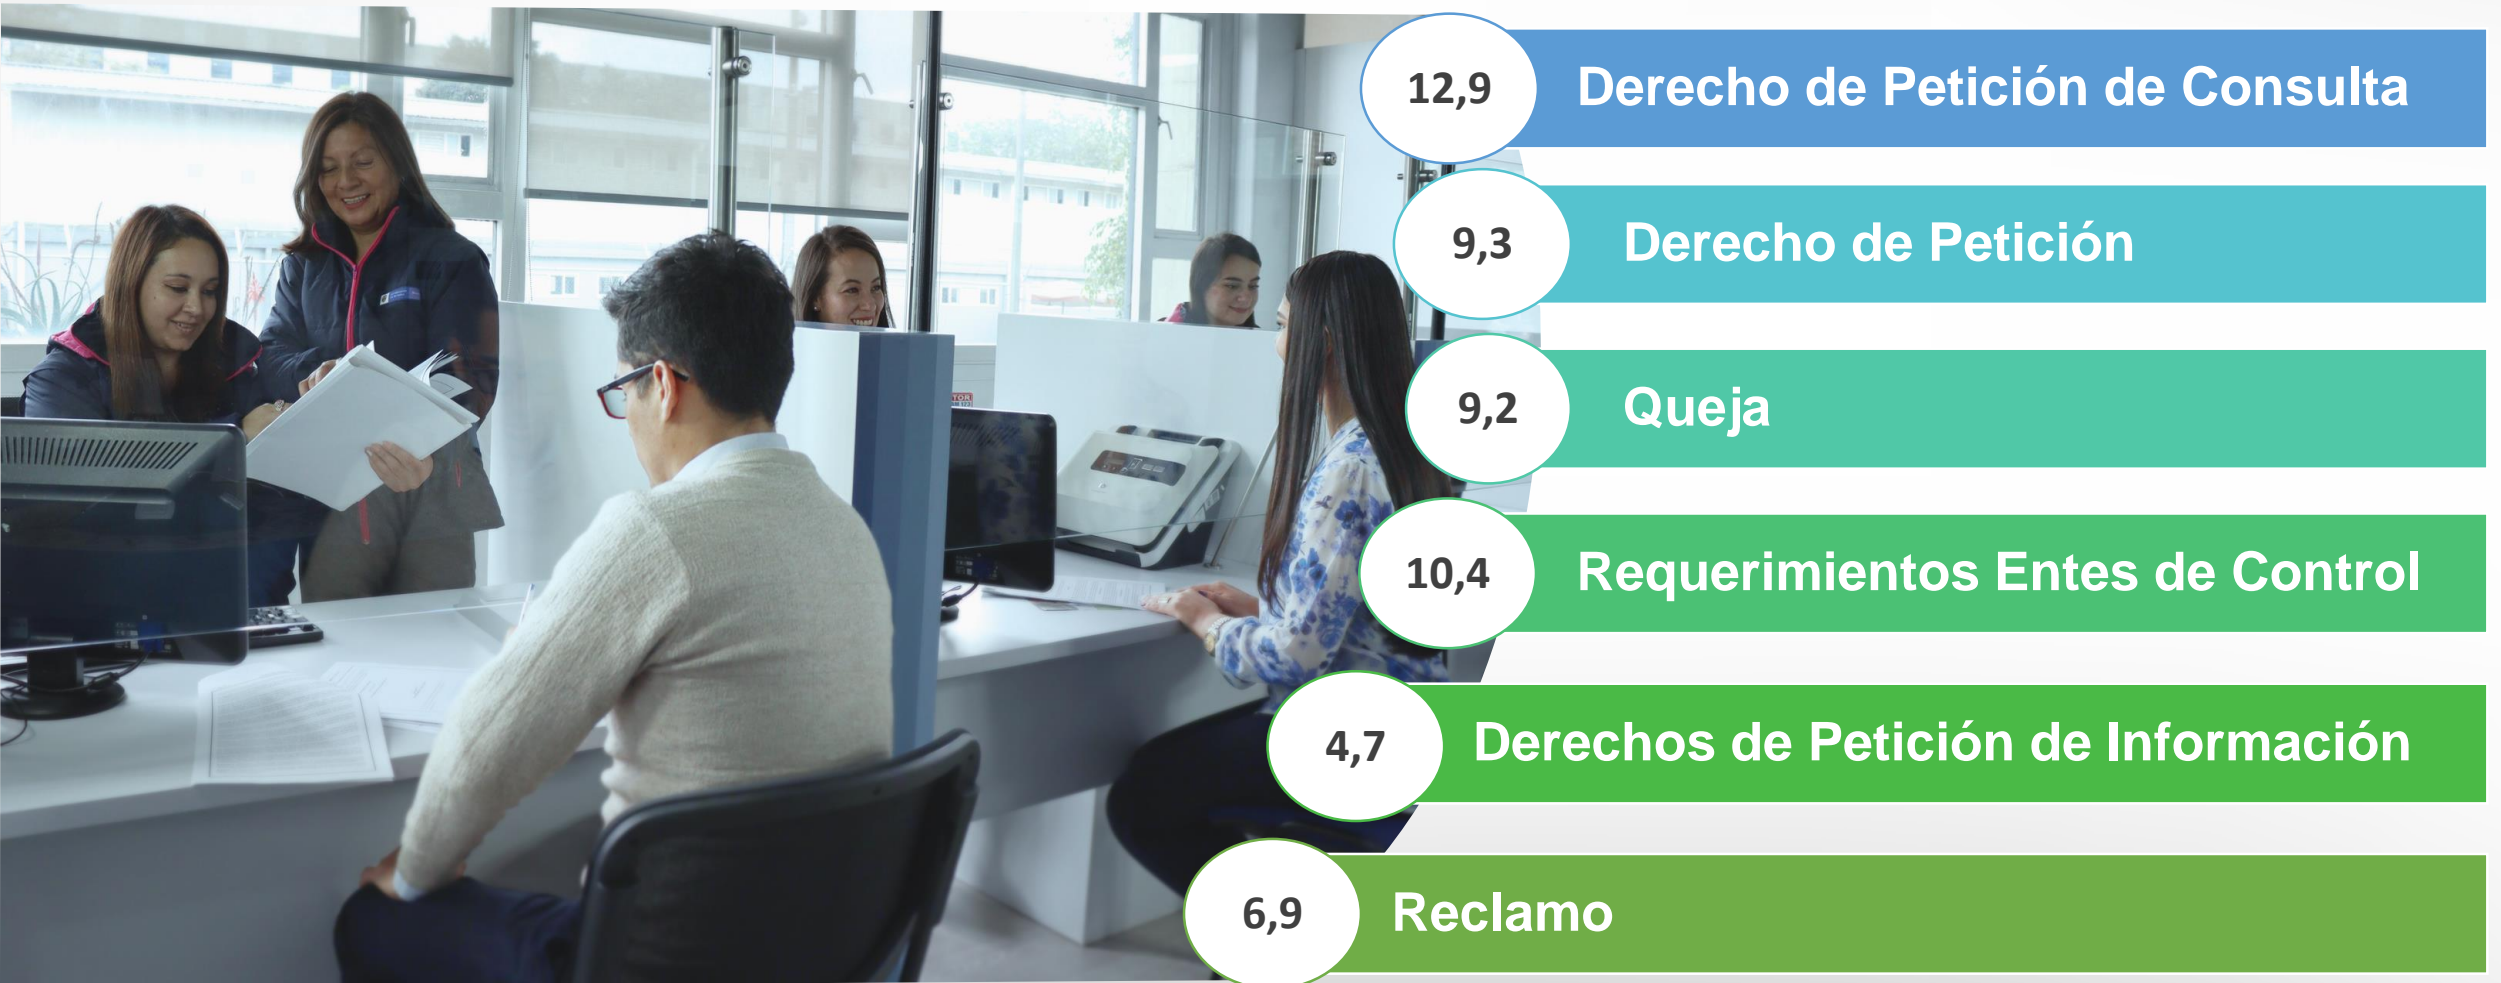 12,9 Derecho de Petición de Consulta
9,3 Derecho de Petición
9,2 Queja
10,4 Requerimientos Entes de Control
4,7 Derechos de Petición de Información
6,9 Reclamo